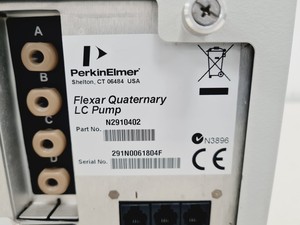 A
B
C
D
PerkinElmer
Shelton, CT 06484 USA
Flexar Quaternary
LC Pump
N2910402
Part No.
N3896
291N0061804F
Serial No.